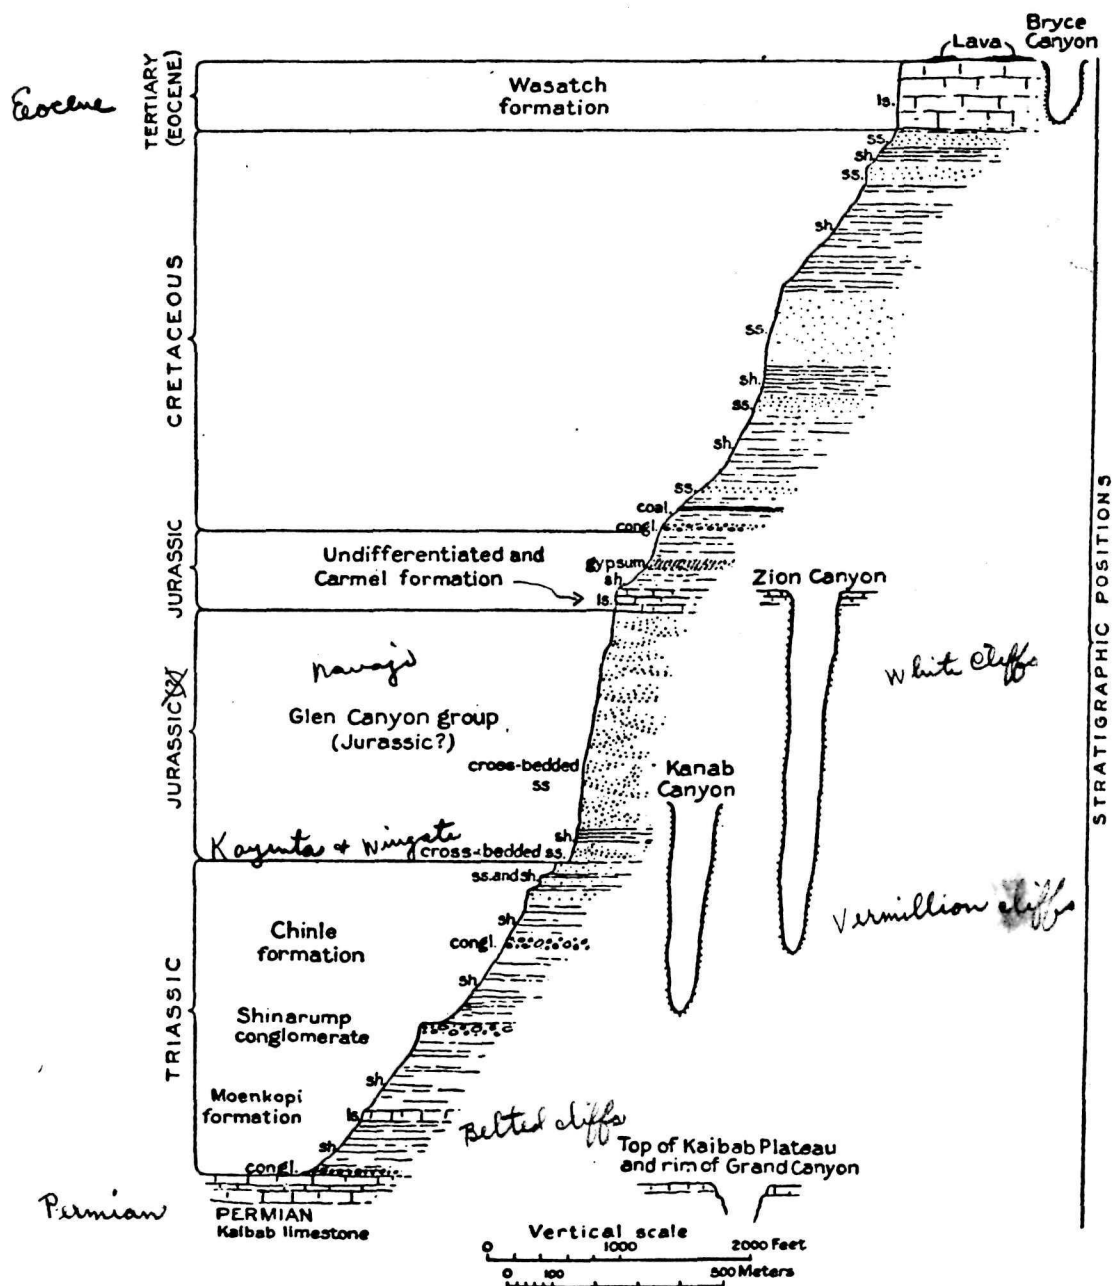 Bryce
Canyon
Lava
Eocene
TERTIARY
(EOCENE)
Wasatch
formation
ls.
ss.
sh.
ss.
sh.
CRETACEOUS
ss.
sh.
ss.
sh.
ss.
coal
congl.
JURASSIC
Undifferentiated and
Carmel formation
gypsum
sh
ls.
Zion Canyon
STRATIGRAPHIC POSITIONS
Navajo
White Cliffs
JURASSIC(?)
Glen Canyon group
(Jurassic?)
cross-bedded
ss
Kanab
Canyon
Kayenta & Wingate
sh.
cross-bedded ss.
ss. and sh.
Vermillion cliffs
TRIASSIC
Chinle
formation
sh.
congl.
sh.
Shinarump
conglomerate
sh.
Moenkopi
formation
ls.
Belted cliffs
sh.
congl.
Top of Kaibab Plateau
and rim of Grand Canyon
Permian
PERMIAN
Kaibab limestone
Vertical scale
0 1000 2000 Feet
0 100 500 Meters